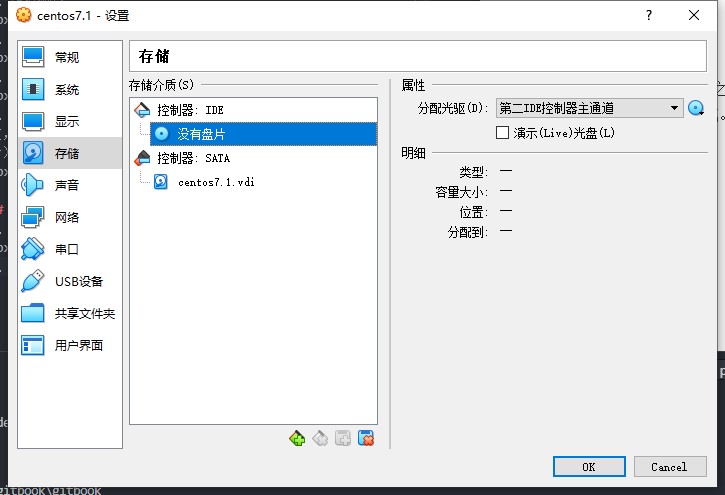 centos7.1 - 设置
常规
系统
显示
存储
声音
网络
串口
USB设备
共享文件夹
用户界面
存储
存储介质(S)
控制器: IDE
没有盘片
控制器: SATA
centos7.1.vdi
属性
分配光驱(D): 第二IDE控制器主通道
演示(Live)光盘(L)
明细
类型: —
容量大小: —
位置: —
分配到: —
OK
Cancel
gitbook\gitbook